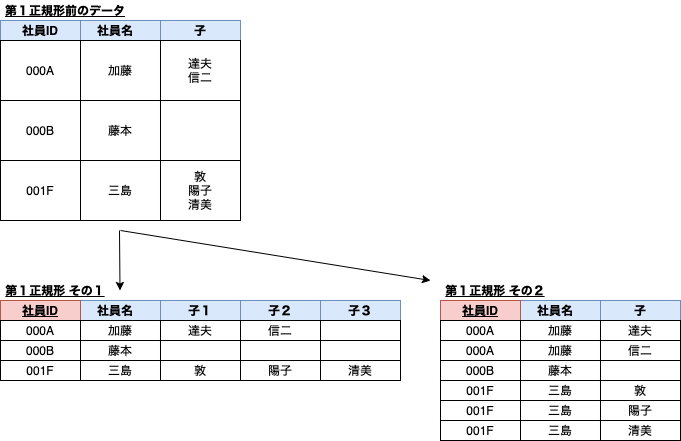 第１正規形前のデータ
社員ID 社員名 子
000A 加藤 達夫
信二
000B 藤本
001F 三島 敦
陽子
清美
第１正規形 その１
社員ID 社員名 子１ 子２ 子３
000A 加藤 達夫 信二
000B 藤本
001F 三島 敦 陽子 清美
第１正規形 その２
社員ID 社員名 子
000A 加藤 達夫
000A 加藤 信二
000B 藤本
001F 三島 敦
001F 三島 陽子
001F 三島 清美